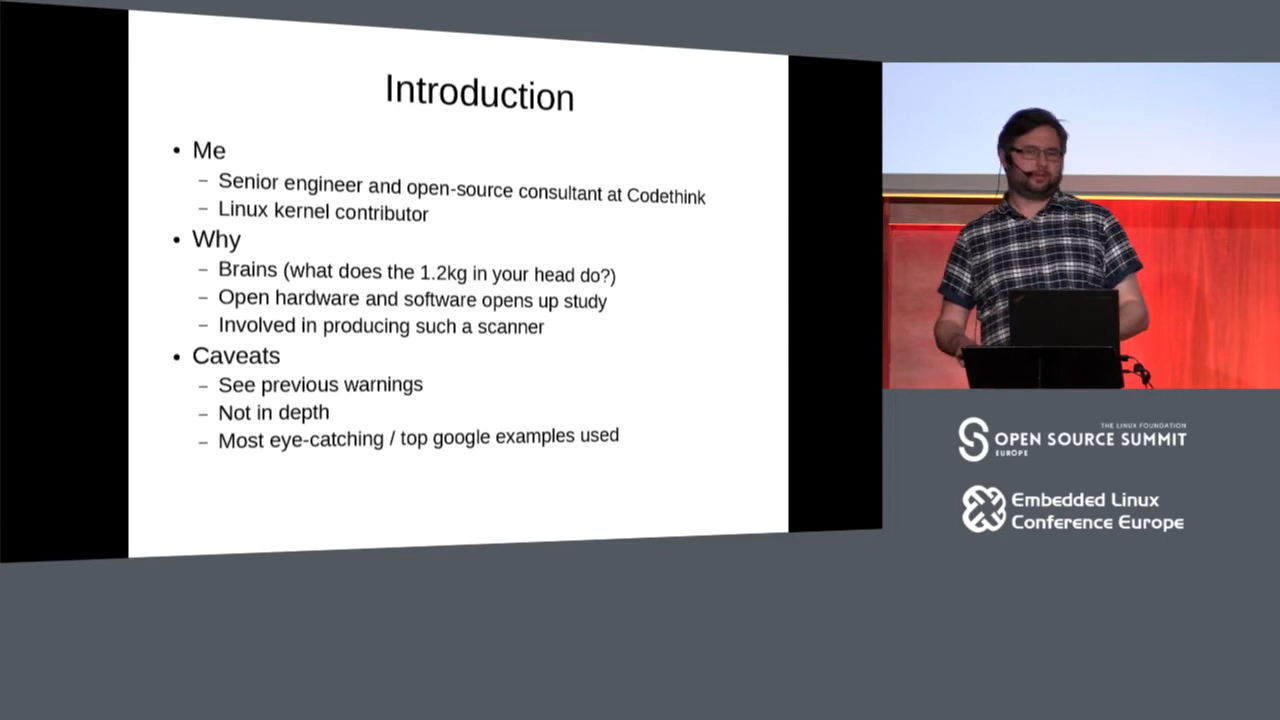 Introduction
• Me
– Senior engineer and open-source consultant at Codethink
– Linux kernel contributor
• Why
– Brains (what does the 1.2kg in your head do?)
– Open hardware and software opens up study
– Involved in producing such a scanner
• Caveats
– See previous warnings
– Not in depth
– Most eye-catching / top google examples used
THE LINUX FOUNDATION
OPEN SOURCE SUMMIT
EUROPE
Embedded Linux
Conference Europe